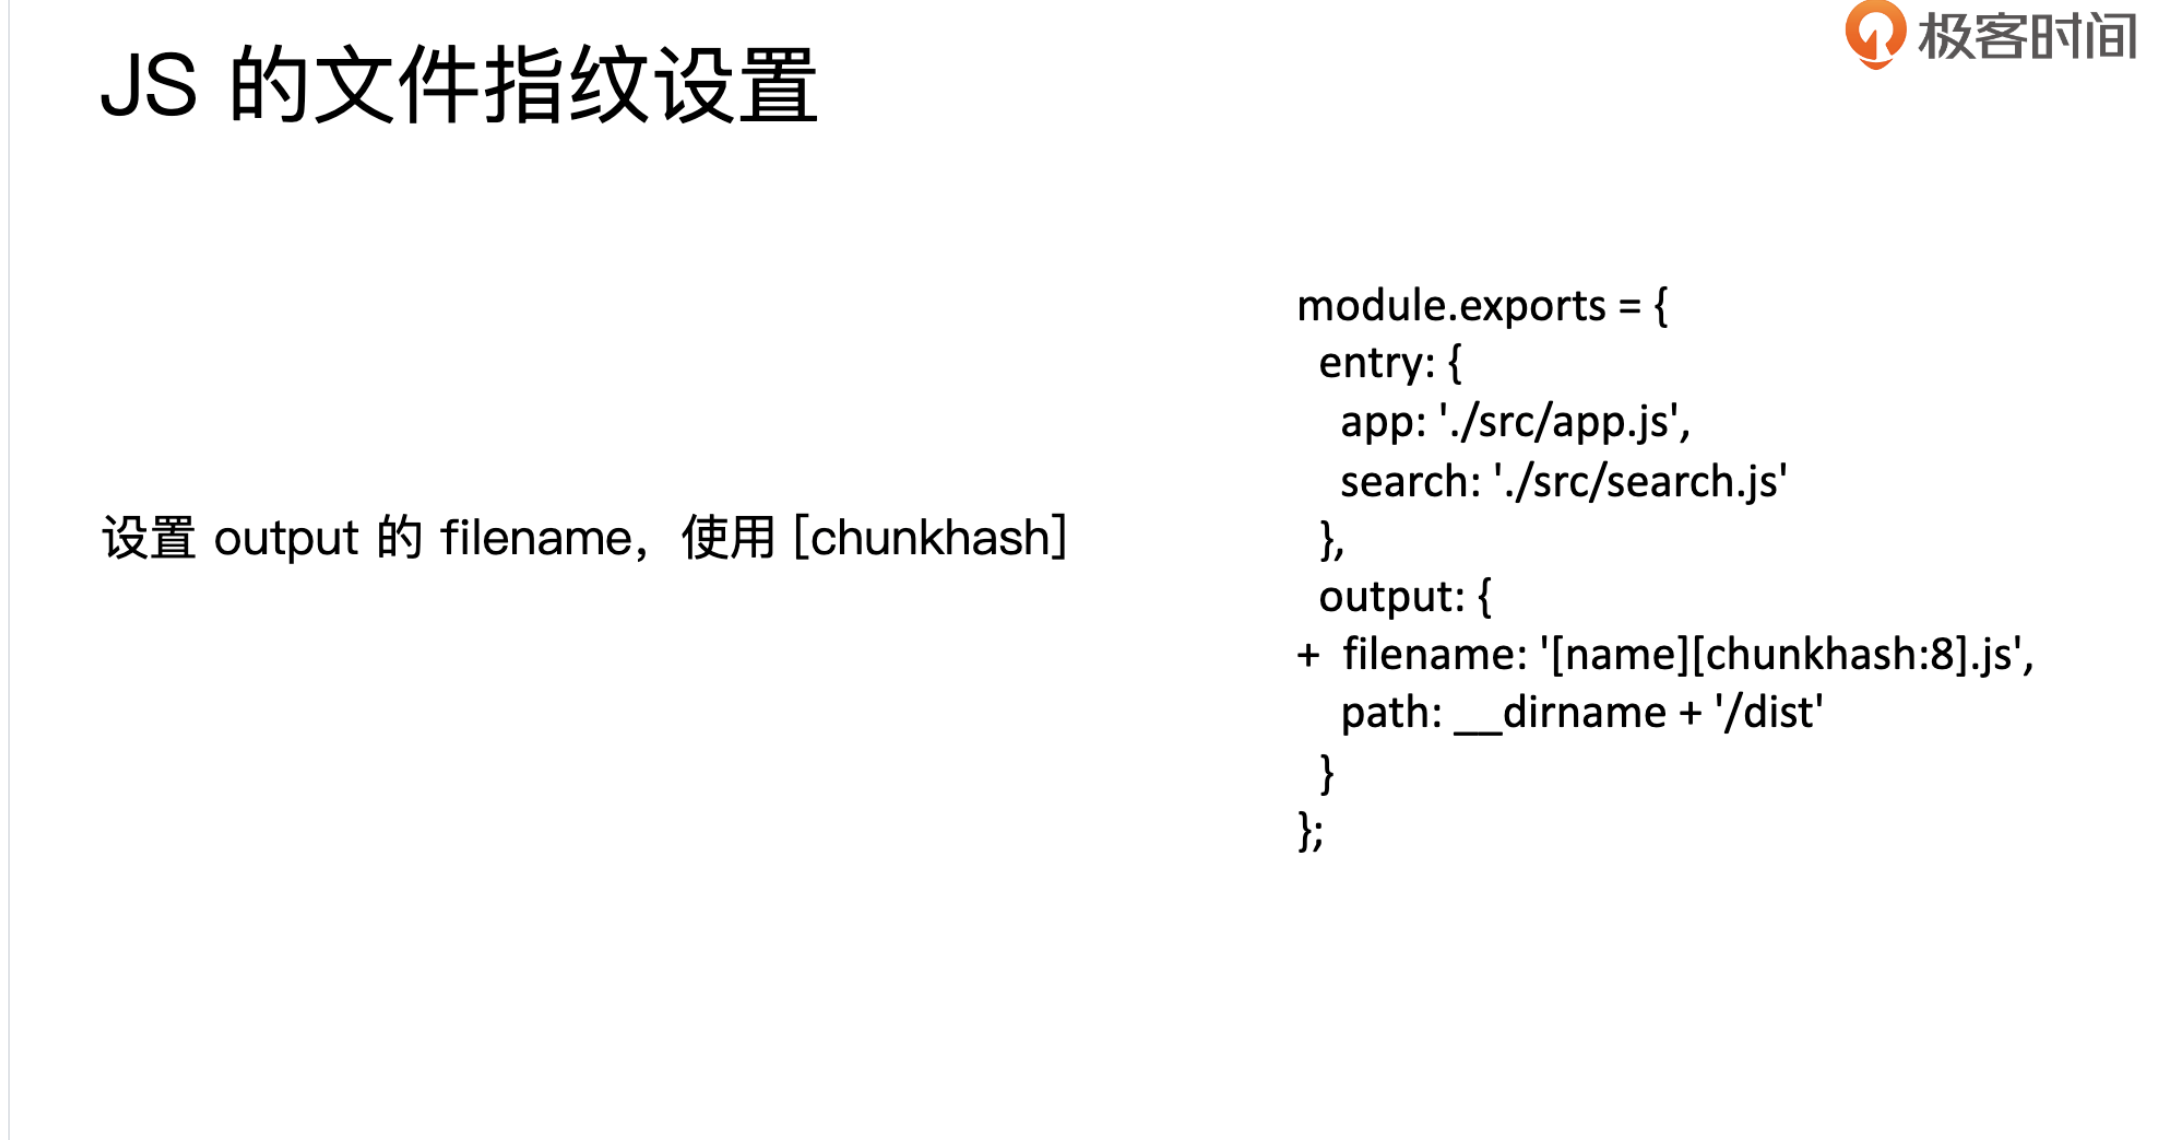 极客时间
JS 的文件指纹设置
设置 output 的 filename，使用 [chunkhash]
module.exports = {
entry: {
app: './src/app.js',
search: './src/search.js'
},
output: {
+ filename: '[name][chunkhash:8].js',
path: __dirname + '/dist'
}
};